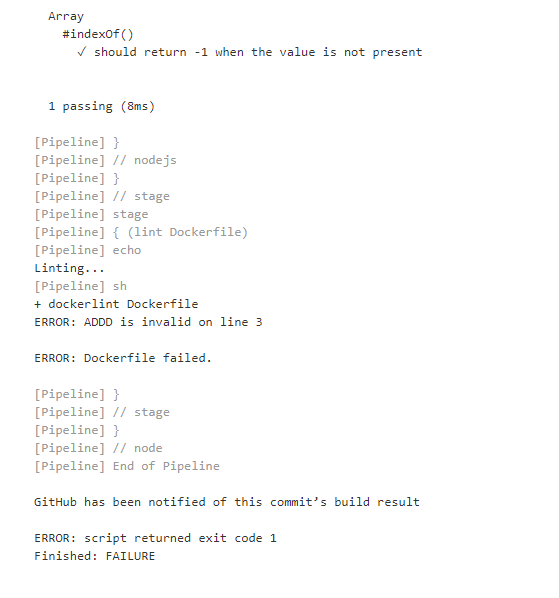 Array
#indexOf()
✓ should return -1 when the value is not present
1 passing (8ms)
[Pipeline] }
[Pipeline] // nodejs
[Pipeline] }
[Pipeline] // stage
[Pipeline] stage
[Pipeline] { (lint Dockerfile)
[Pipeline] echo
Linting...
[Pipeline] sh
+ dockerlint Dockerfile
ERROR: ADDD is invalid on line 3
ERROR: Dockerfile failed.
[Pipeline] }
[Pipeline] // stage
[Pipeline] }
[Pipeline] // node
[Pipeline] End of Pipeline
GitHub has been notified of this commit’s build result
ERROR: script returned exit code 1
Finished: FAILURE